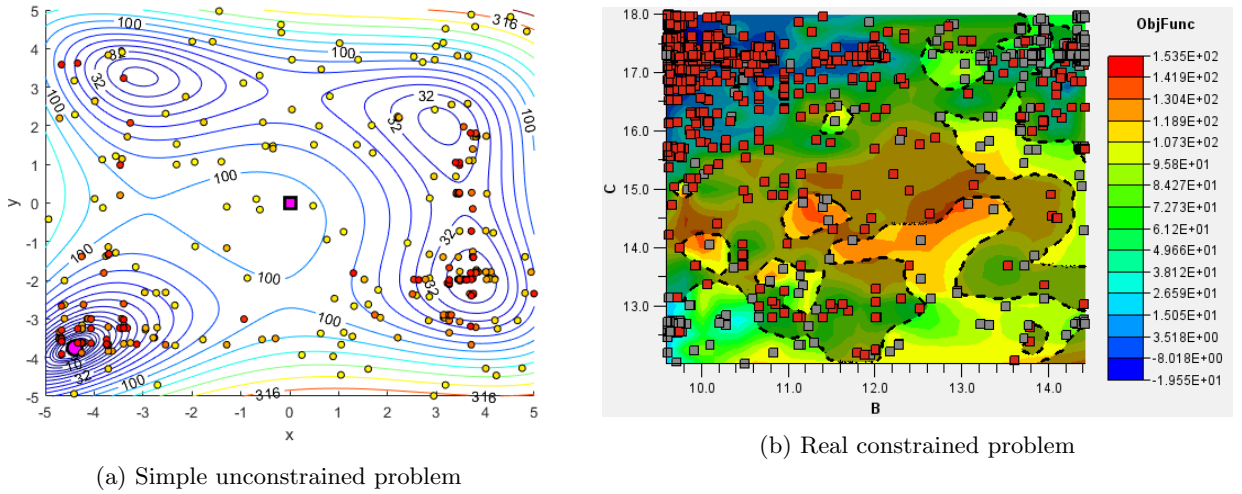 5
4
3
2
1
0
-1
-2
-3
-4
-5
y
-5
-4
-3
-2
-1
0
1
2
3
4
5
x
100
316
32
100
32
100
32
32
100
100
100
100
100
32
32
10
32
100
100
316
316
(a) Simple unconstrained problem
18.0
17.0
16.0
15.0
14.0
13.0
C
10.0
11.0
12.0
13.0
14.0
B
ObjFunc
1.535E+02
1.419E+02
1.304E+02
1.189E+02
1.073E+02
9.58E+01
8.427E+01
7.273E+01
6.12E+01
4.966E+01
3.812E+01
2.659E+01
1.505E+01
3.518E+00
-8.018E+00
-1.955E+01
(b) Real constrained problem